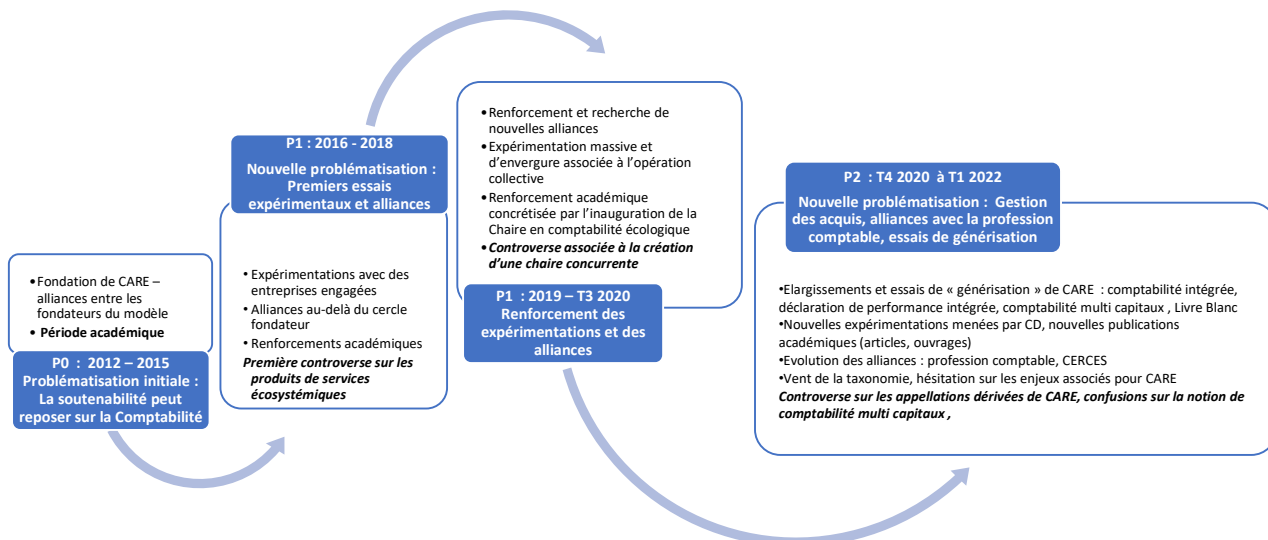 •Fondation de CARE –
alliances entre les
fondateurs du modèle
•Période académique
P0 : 2012 – 2015
Problématisation initiale :
La soutenabilité peut
reposer sur la Comptabilité
P1 : 2016 - 2018
Nouvelle problématisation :
Premiers essais
expérimentaux et alliances
• Expérimentations avec des
entreprises engagées
• Alliances au-delà du cercle
fondateur
• Renforcements académiques
Première controverse sur les
produits de services
écosystémiques
•Renforcement et recherche de
nouvelles alliances
•Expérimentation massive et
d’envergure associée à l’opération
collective
•Renforcement académique
concrétisée par l’inauguration de la
Chaire en comptabilité écologique
•Controverse associée à la création
d’une chaire concurrente
P1 : 2019 – T3 2020
Renforcement des
expérimentations et des
alliances
P2 : T4 2020 à T1 2022
Nouvelle problématisation : Gestion
des acquis, alliances avec la profession
comptable, essais de générisation
•Elargissements et essais de « générisation » de CARE : comptabilité intégrée,
déclaration de performance intégrée, comptabilité multi capitaux , Livre Blanc
•Nouvelles expérimentations menées par CD, nouvelles publications
académiques (articles, ouvrages)
•Evolution des alliances : profession comptable, CERCES
•Vent de la taxonomie, hésitation sur les enjeux associés pour CARE
Controverse sur les appellations dérivées de CARE, confusions sur la notion de
comptabilité multi capitaux ,